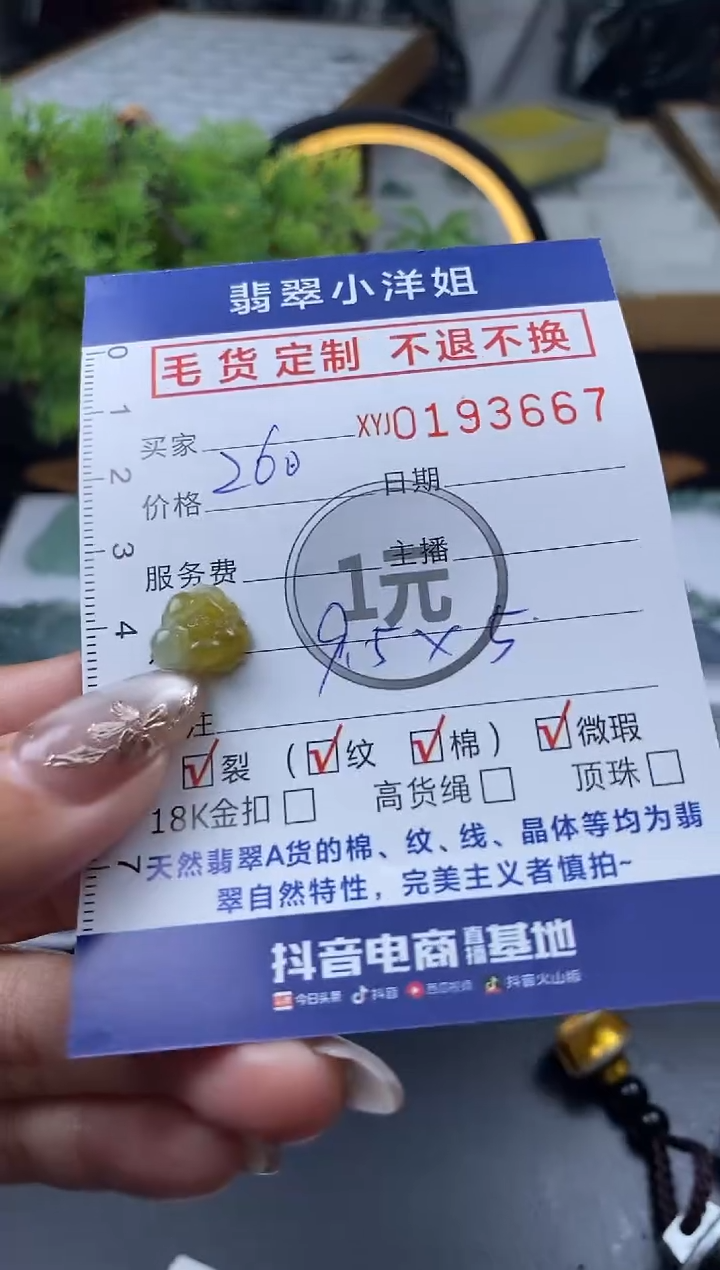 翡翠小洋姐
毛货定制 不退不换
XYJ0193667
买家
260
价格 日期
服务费 主播
1元
9.5×5
注
裂 (纹 棉) 微瑕
18K金扣 高货绳 顶珠
天然翡翠A货的棉、纹、线、晶体等均为翡
翠自然特性，完美主义者慎拍~
抖音电商直播基地
今日头条 抖音 西瓜视频 抖音火山版
0
1
2
3
4
7